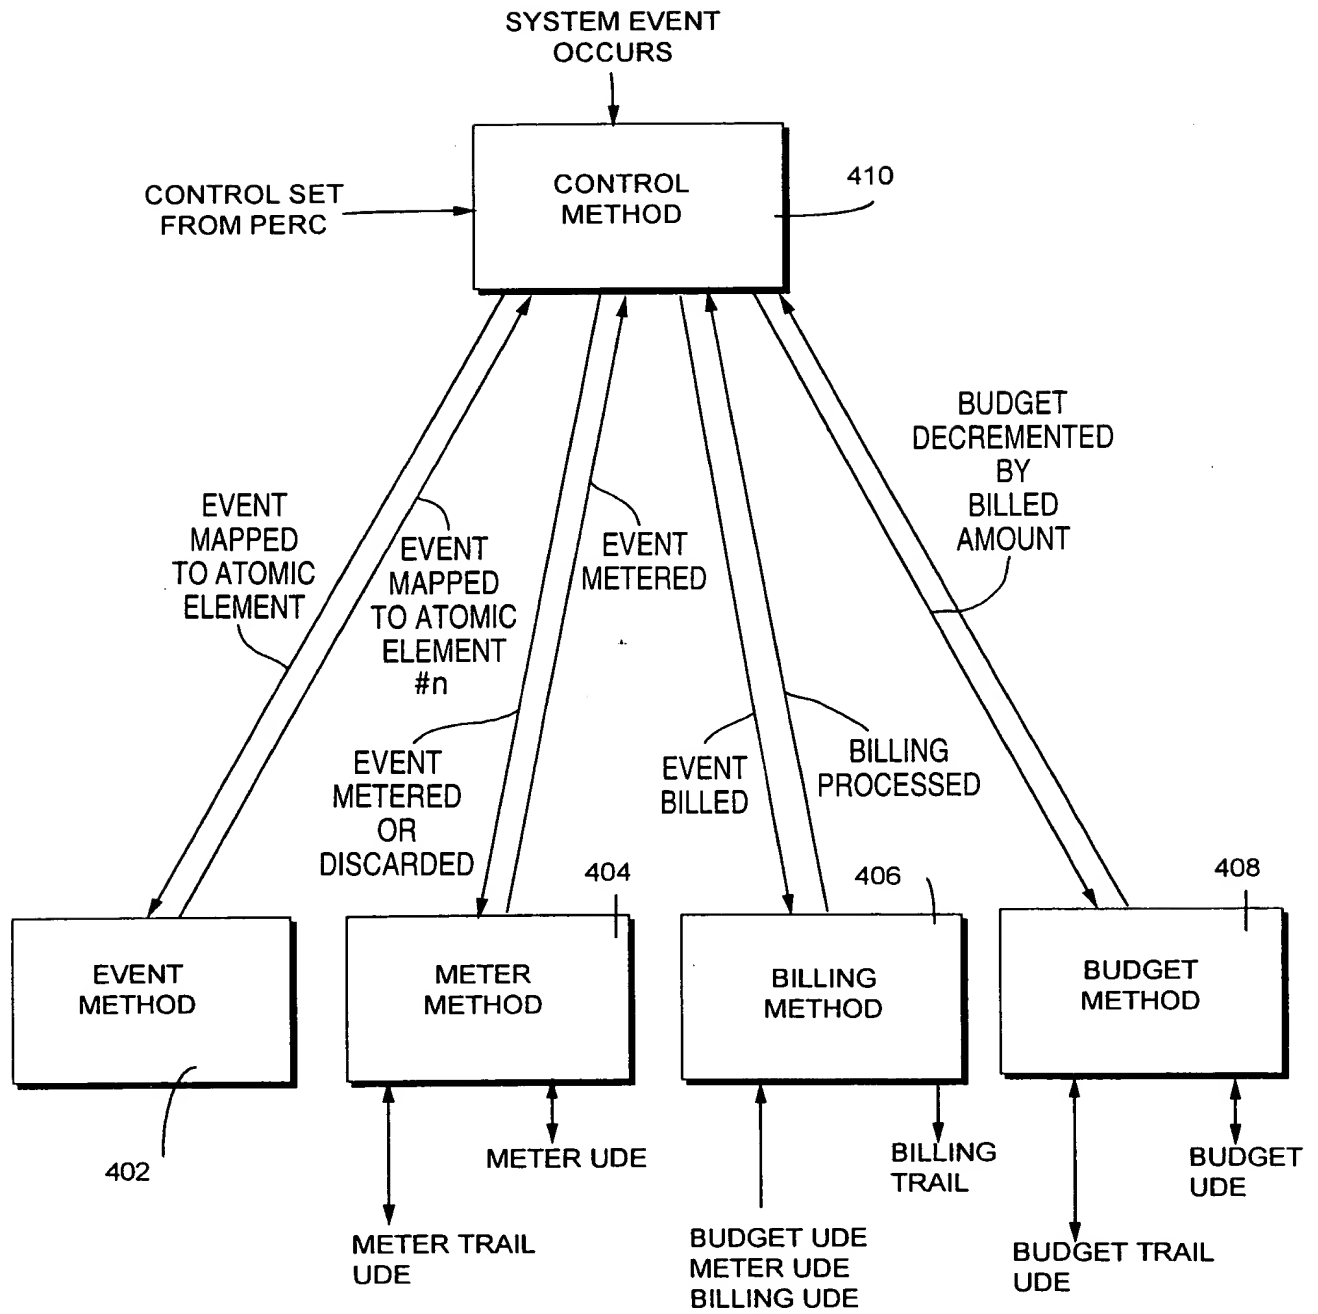 SYSTEM EVENT
OCCURS
CONTROL
METHOD
410
CONTROL SET
FROM PERC
BUDGET
DECREMENTED
BY
BILLED
AMOUNT
EVENT
MAPPED
TO ATOMIC
ELEMENT
EVENT
MAPPED
TO ATOMIC
ELEMENT
#n
EVENT
METERED
EVENT
METERED
OR
DISCARDED
EVENT
BILLED
BILLING
PROCESSED
404
406
408
EVENT
METHOD
METER
METHOD
BILLING
METHOD
BUDGET
METHOD
402
METER UDE
METER TRAIL
UDE
BILLING
TRAIL
BUDGET UDE
METER UDE
BILLING UDE
BUDGET
UDE
BUDGET TRAIL
UDE